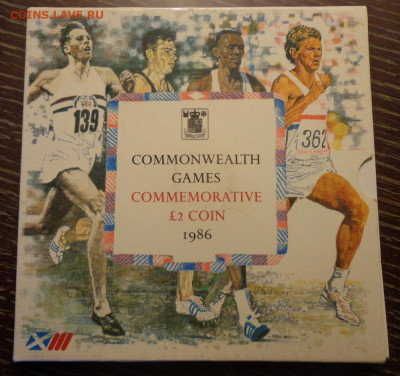 COINS.LAVE.RU
139
362
COMMONWEALTH
GAMES
COMMEMORATIVE
£2 COIN
1986